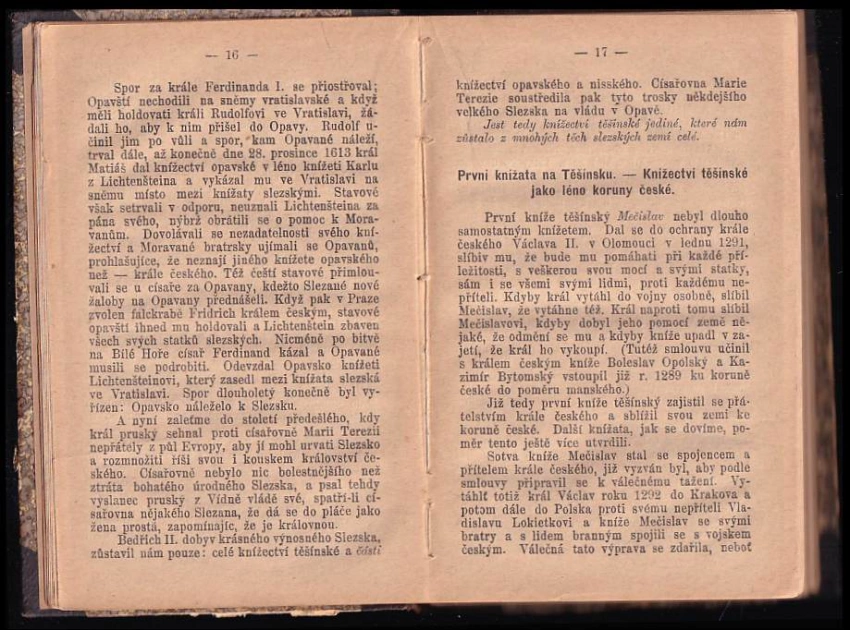 — 16 —
Spor za krále Ferdinanda I. se přiostřoval;
Opavští nechodili na sněmy vratislavské a když
měli holdovati králi Rudolfovi ve Vratislavi, žá-
dali ho, aby k nim přišel do Opavy. Rudolf u-
činil jim po vůli a spor, kam Opavané náleží,
trval dále, až konečně dne 28. prosince 1613 král
Matiáš dal knížectví opavské v léno knížeti Karlu
z Lichtenšteina a vykázal mu ve Vratislavi na
sněmu místo mezi knížaty slezskými. Stavové
však setrvali v odporu, neuznali Lichtenšteina za
pána svého, nýbrž obrátili se o pomoc k Mora-
vanům. Dovolávali se nezadatelnosti svého kní-
žectví a Moravané bratrsky ujímali se Opavanů,
prohlašujíce, že neznají jiného knížete opavského
než — krále českého. Též čeští stavové přimlou-
vali se u císaře za Opavany, kdežto Slezané nové
žaloby na Opavany přednášeli. Když pak v Praze
zvolen falckrabě Fridrich králem českým, stavové
opavští ihned mu holdovali a Lichtenštein zbaven
všech svých statků slezských. Nicméně po bitvě
na Bílé Hoře císař Ferdinand kázal a Opavané
musili se podrobiti. Odevzdal Opavsko knížeti
Lichtenšteinovi, který zasedl mezi knížata slezská
ve Vratislavi. Spor dlouholetý konečně byl vy-
řízen: Opavsko náleželo k Slezsku.
A nyní zaleťme do století předešlého, kdy
král pruský sehnal proti císařovně Marii Terezii
nepřátely z půl Evropy, aby jí mohl urvati Slezsko
a rozmnožiti říši svou i kouskem království če-
ského. Císařovně nebylo nic bolestnějšího než
ztráta bohatého úrodného Slezska, a psal tehdy
vyslanec pruský z Vídně vládě své, spatří-li cí-
sařovna nějakého Slezana, že dá se do pláče jako
žena prostá, zapomínajíc, že je královnou.
Bedřich II. dobyv krásného výnosného Slezska,
zůstavil nám pouze: celé knížectví těšínské a části
— 17 —
knížectví opavského a nisského. Císařovna Marie
Terezie soustředila pak tyto trosky někdejšího
velkého Slezska na vládu v Opavě.
Jest tedy knížectví těšínské jediné, které nám
zůstalo z mnohých těch slezských zemí celé.
První knížata na Těšínsku. — Knížectví těšínské
jako léno koruny české.
První kníže těšínský Mečislav nebyl dlouho
samostatným knížetem. Dal se do ochrany krále
českého Václava II. v Olomouci v lednu 1291,
slíbiv mu, že bude mu pomáhati při každé pří-
ležitosti, s veškerou svou mocí a svými statky,
sám i se všemi svými lidmi, proti každému ne-
příteli. Kdyby král vytáhl do vojny osobně, slíbil
Mečislav, že vytáhne též. Král naproti tomu slíbil
Mečislavovi, kdyby dobyl jeho pomocí země ně-
jaké, že odmění se mu a kdyby kníže upadl v za-
jetí, že král ho vykoupí. (Tutéž smlouvu učinil
s králem českým kníže Boleslav Opolský a Ka-
zimír Bytomský vstoupil již r. 1289 ku koruně
české do poměru manského.)
Již tedy první kníže těšínský zajistil se přá-
telstvím krále českého a sblížil svou zemi ke
koruně české. Další knížata, jak se dovíme, po-
měr tento ještě více utvrdili.
Sotva kníže Mečislav stal se spojencem a
přítelem krále českého, již vyzván byl, aby podle
smlouvy připravil se k válečnému tažení. Vy-
táhlť totiž král Václav roku 1292 do Krakova a
potom dále do Polska proti svému nepříteli Vla-
dislavu Lokietkovi a kníže Mečislav se svými
bratry a s lidem branným spojili se s vojskem
českým. Válečná tato výprava se zdařila, neboť